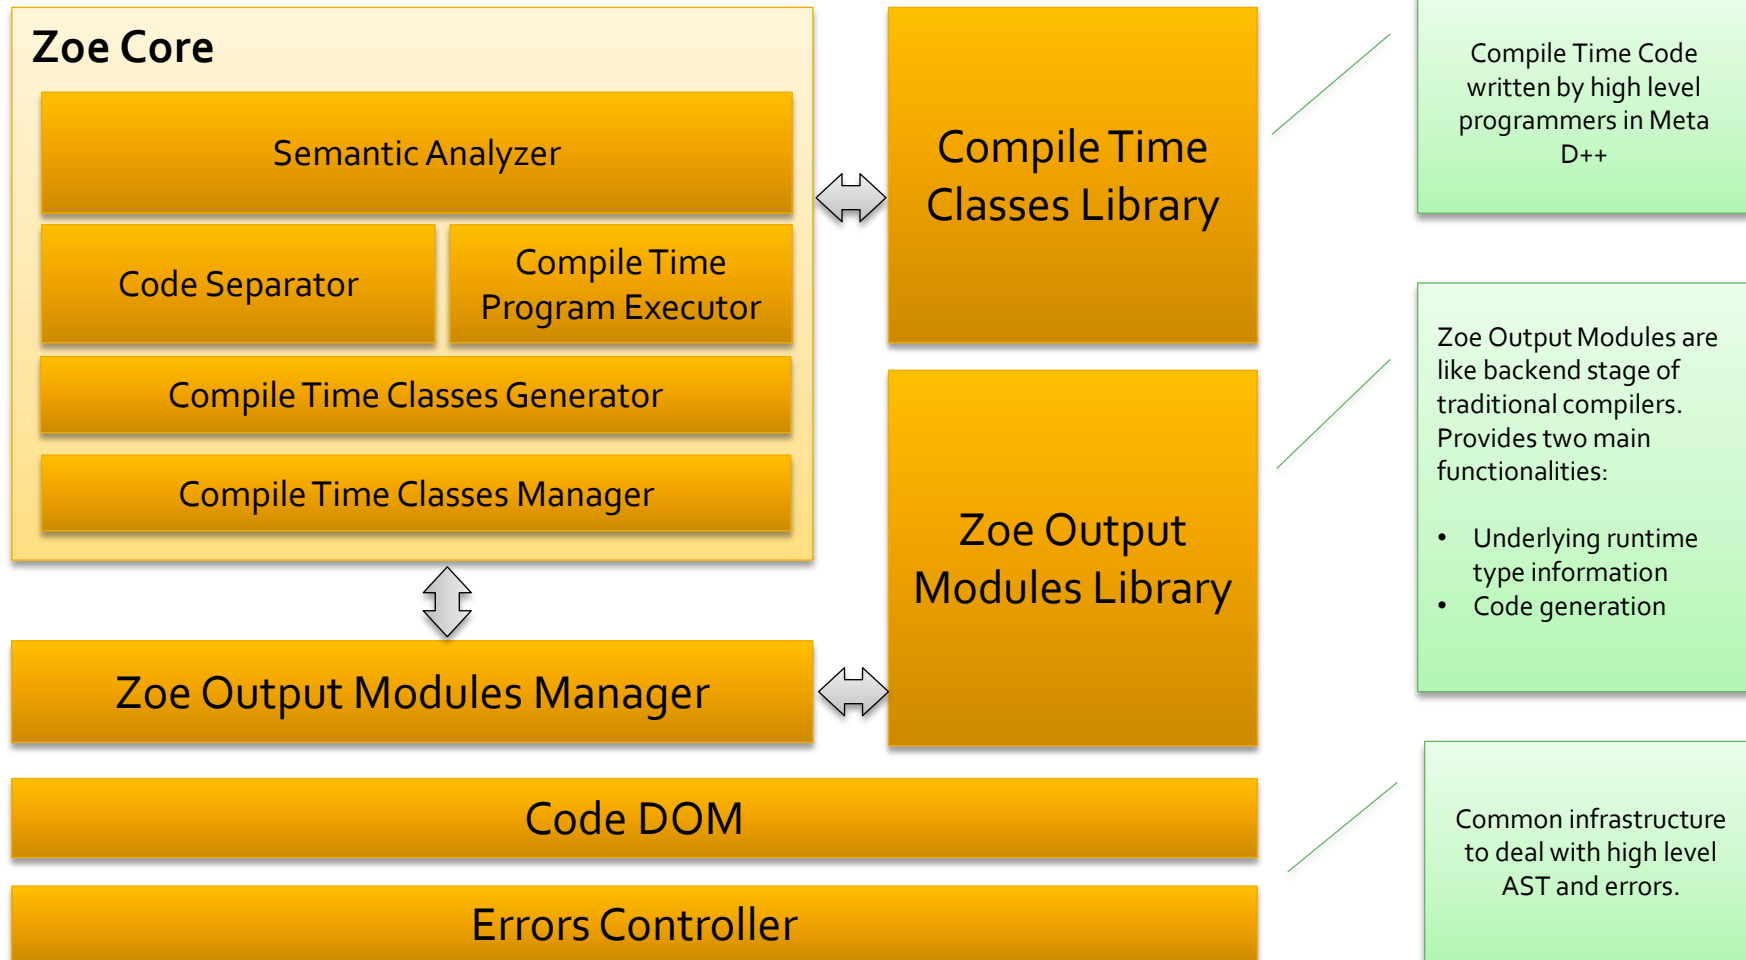 Zoe Core
Semantic Analyzer
Code Separator
Compile Time
Program Executor
Compile Time Classes Generator
Compile Time Classes Manager
Zoe Output Modules Manager
Compile Time
Classes Library
Zoe Output
Modules Library
Code DOM
Errors Controller
Compile Time Code
written by high level
programmers in Meta
D++
Zoe Output Modules are
like backend stage of
traditional compilers.
Provides two main
functionalities:
• Underlying runtime
type information
• Code generation
Common infrastructure
to deal with high level
AST and errors.